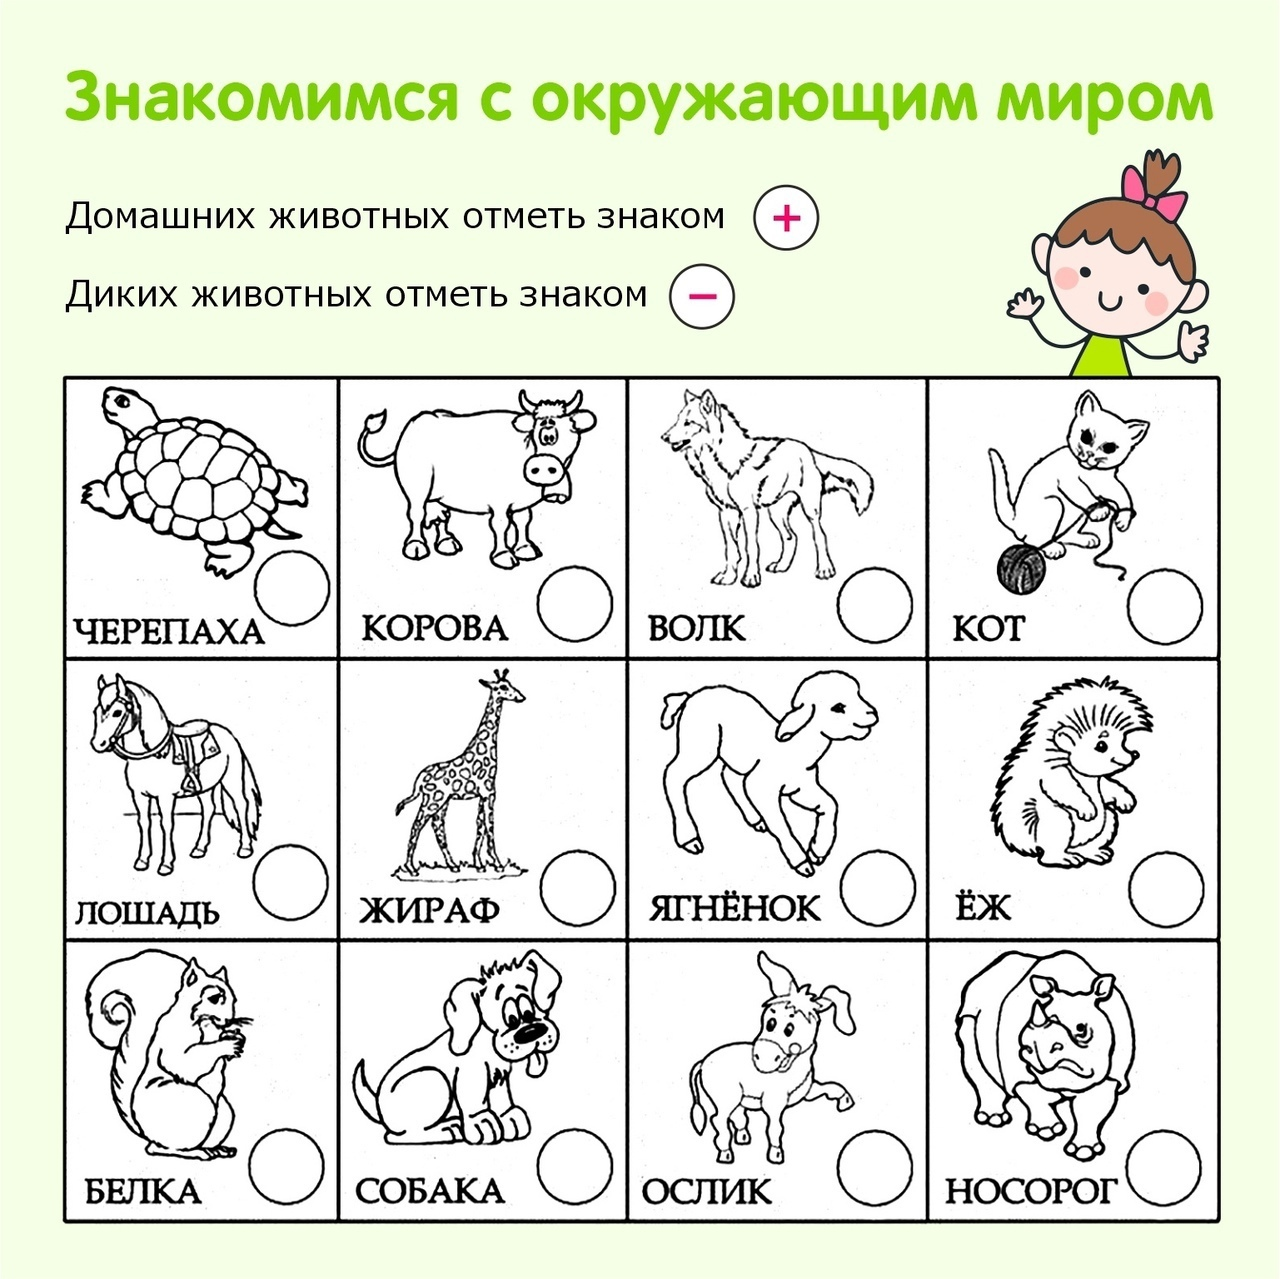 Знакомимся с окружающим миром
Домашних животных отметь знаком +
Диких животных отметь знаком −
ЧЕРЕПАХА
КОРОВА
ВОЛК
КОТ
ЛОШАДЬ
ЖИРАФ
ЯГНЁНОК
ЁЖ
БЕЛКА
СОБАКА
ОСЛИК
НОСОРОГ